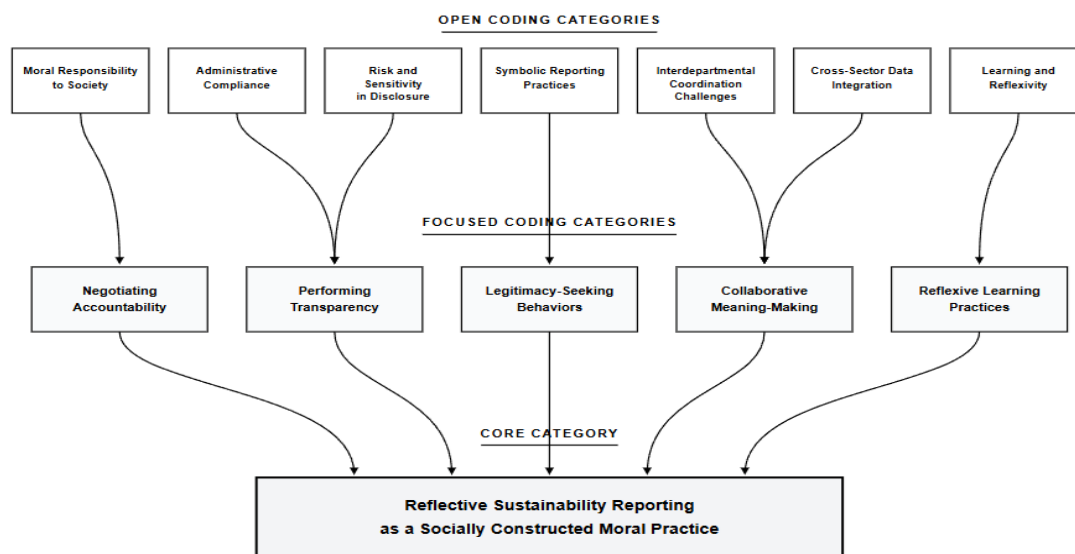 OPEN CODING CATEGORIES
Moral Responsibility
to Society
Administrative
Compliance
Risk and
Sensitivity
in Disclosure
Symbolic Reporting
Practices
Interdepartmental
Coordination
Challenges
Cross-Sector Data
Integration
Learning and
Reflexivity
FOCUSED CODING CATEGORIES
Negotiating
Accountability
Performing
Transparency
Legitimacy-Seeking
Behaviors
Collaborative
Meaning-Making
Reflexive Learning
Practices
CORE CATEGORY
Reflective Sustainability Reporting
as a Socially Constructed Moral Practice